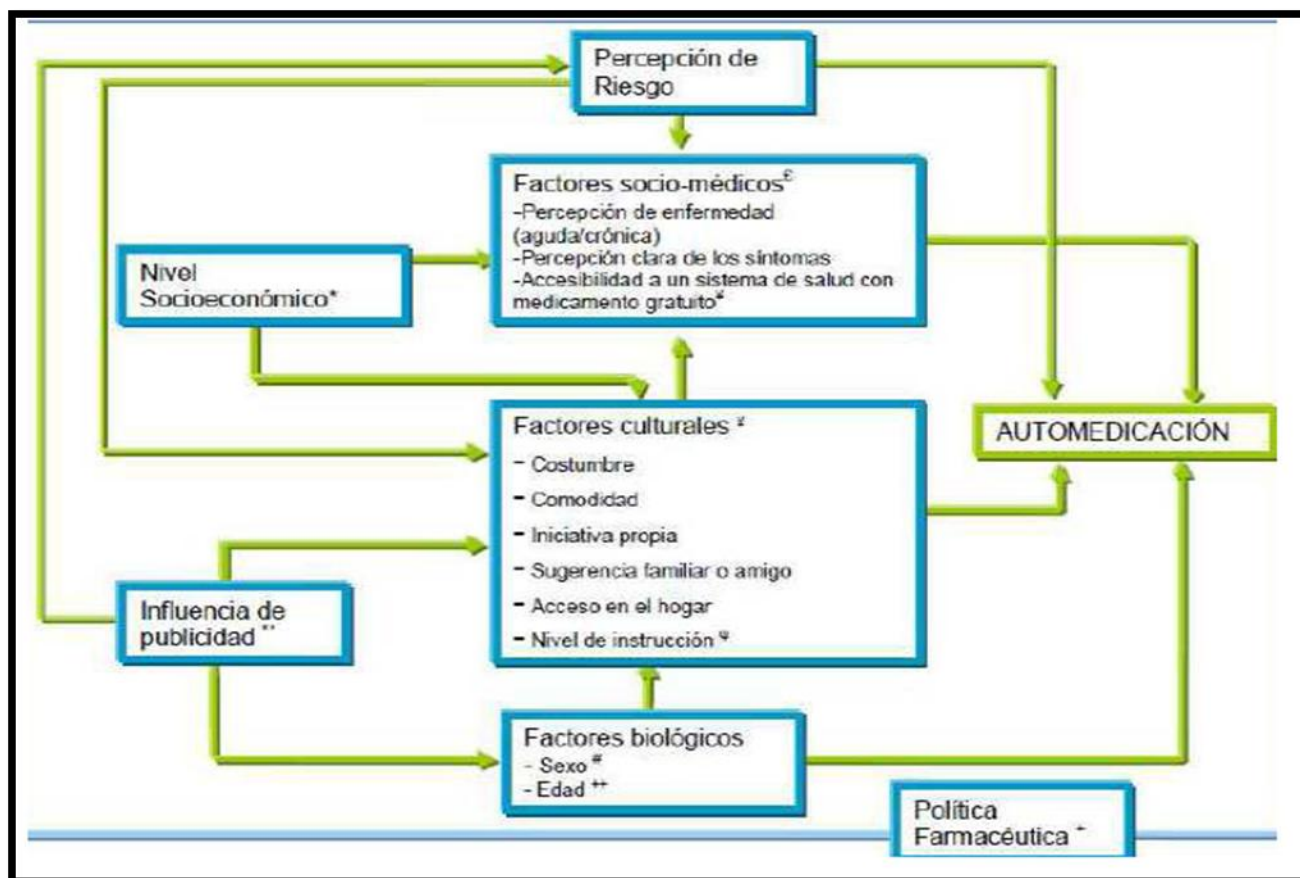 Percepción de
Riesgo
Factores socio-médicos£
-Percepción de enfermedad
(aguda/crónica)
-Percepción clara de los síntomas
-Accesibilidad a un sistema de salud con
medicamento gratuito¥
Nivel
Socioeconómico*
Factores culturales ¥
- Costumbre
- Comodidad
- Iniciativa propia
- Sugerencia familiar o amigo
- Acceso en el hogar
- Nivel de instrucción Ψ
AUTOMEDICACIÓN
Influencia de
publicidad **
Factores biológicos
- Sexo #
- Edad ++
Política
Farmacéutica +